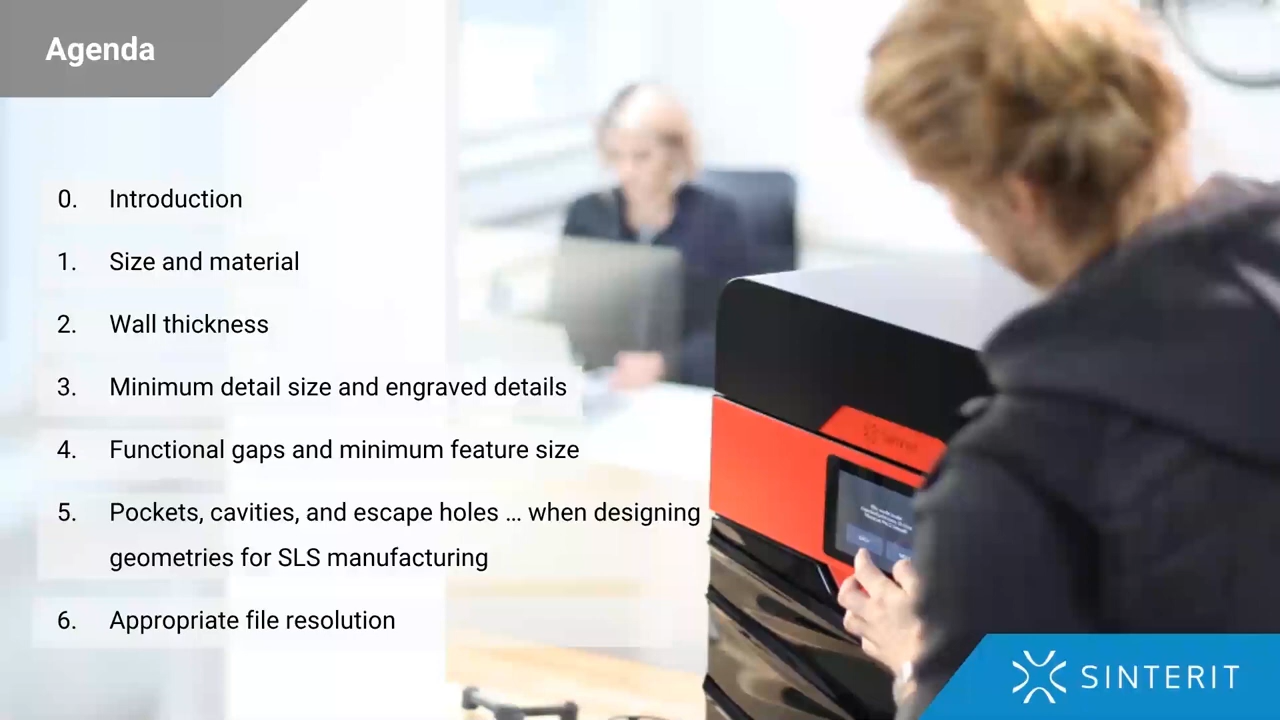 Agenda
0. Introduction
1. Size and material
2. Wall thickness
3. Minimum detail size and engraved details
4. Functional gaps and minimum feature size
5. Pockets, cavities, and escape holes ... when designing
geometries for SLS manufacturing
6. Appropriate file resolution
SINTERIT